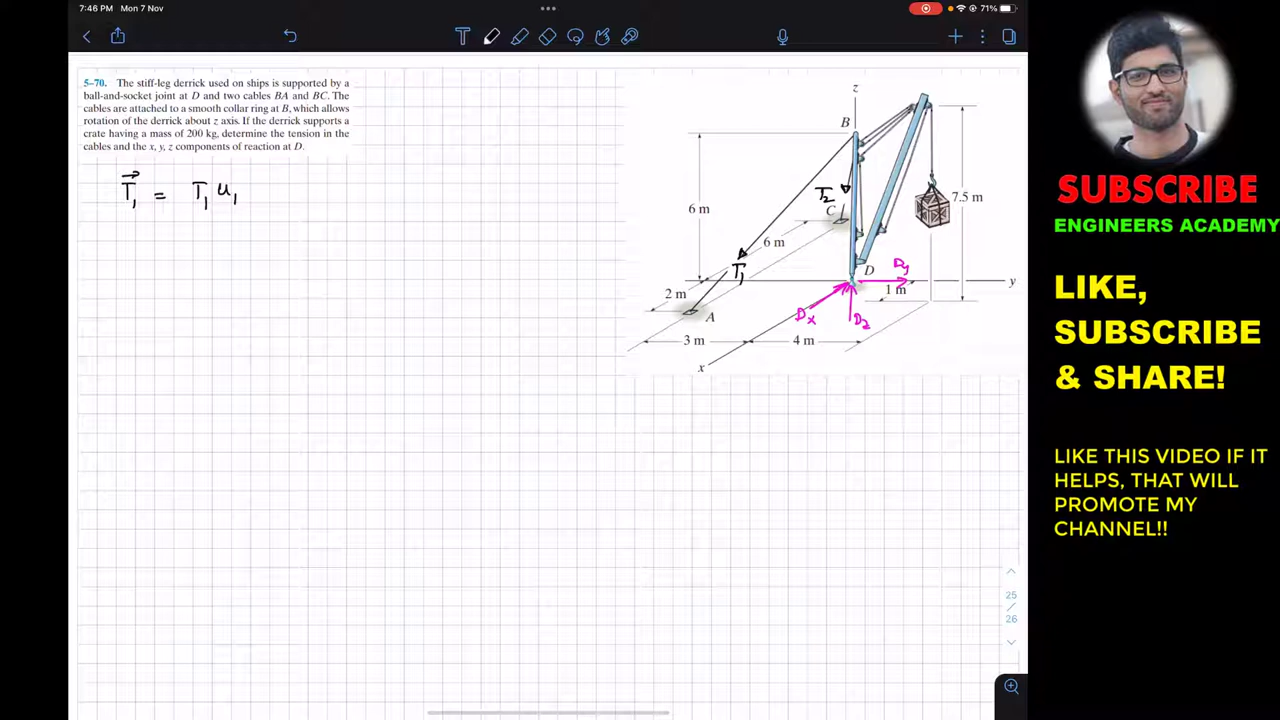 7:46 PM Mon 7 Nov
71%
5–70. The stiff-leg derrick used on ships is supported by a
ball-and-socket joint at D and two cables BA and BC. The
cables are attached to a smooth collar ring at B, which allows
rotation of the derrick about z axis. If the derrick supports a
crate having a mass of 200 kg, determine the tension in the
cables and the x, y, z components of reaction at D.
T₁ = T₁ u₁
z
B
T₂
C
6 m
7.5 m
6 m
T₁
D
Dy
y
2 m
1 m
A
Dx
Dz
3 m
4 m
x
25
/
26
SUBSCRIBE
ENGINEERS ACADEMY
LIKE,
SUBSCRIBE
& SHARE!
LIKE THIS VIDEO IF IT
HELPS, THAT WILL
PROMOTE MY
CHANNEL!!